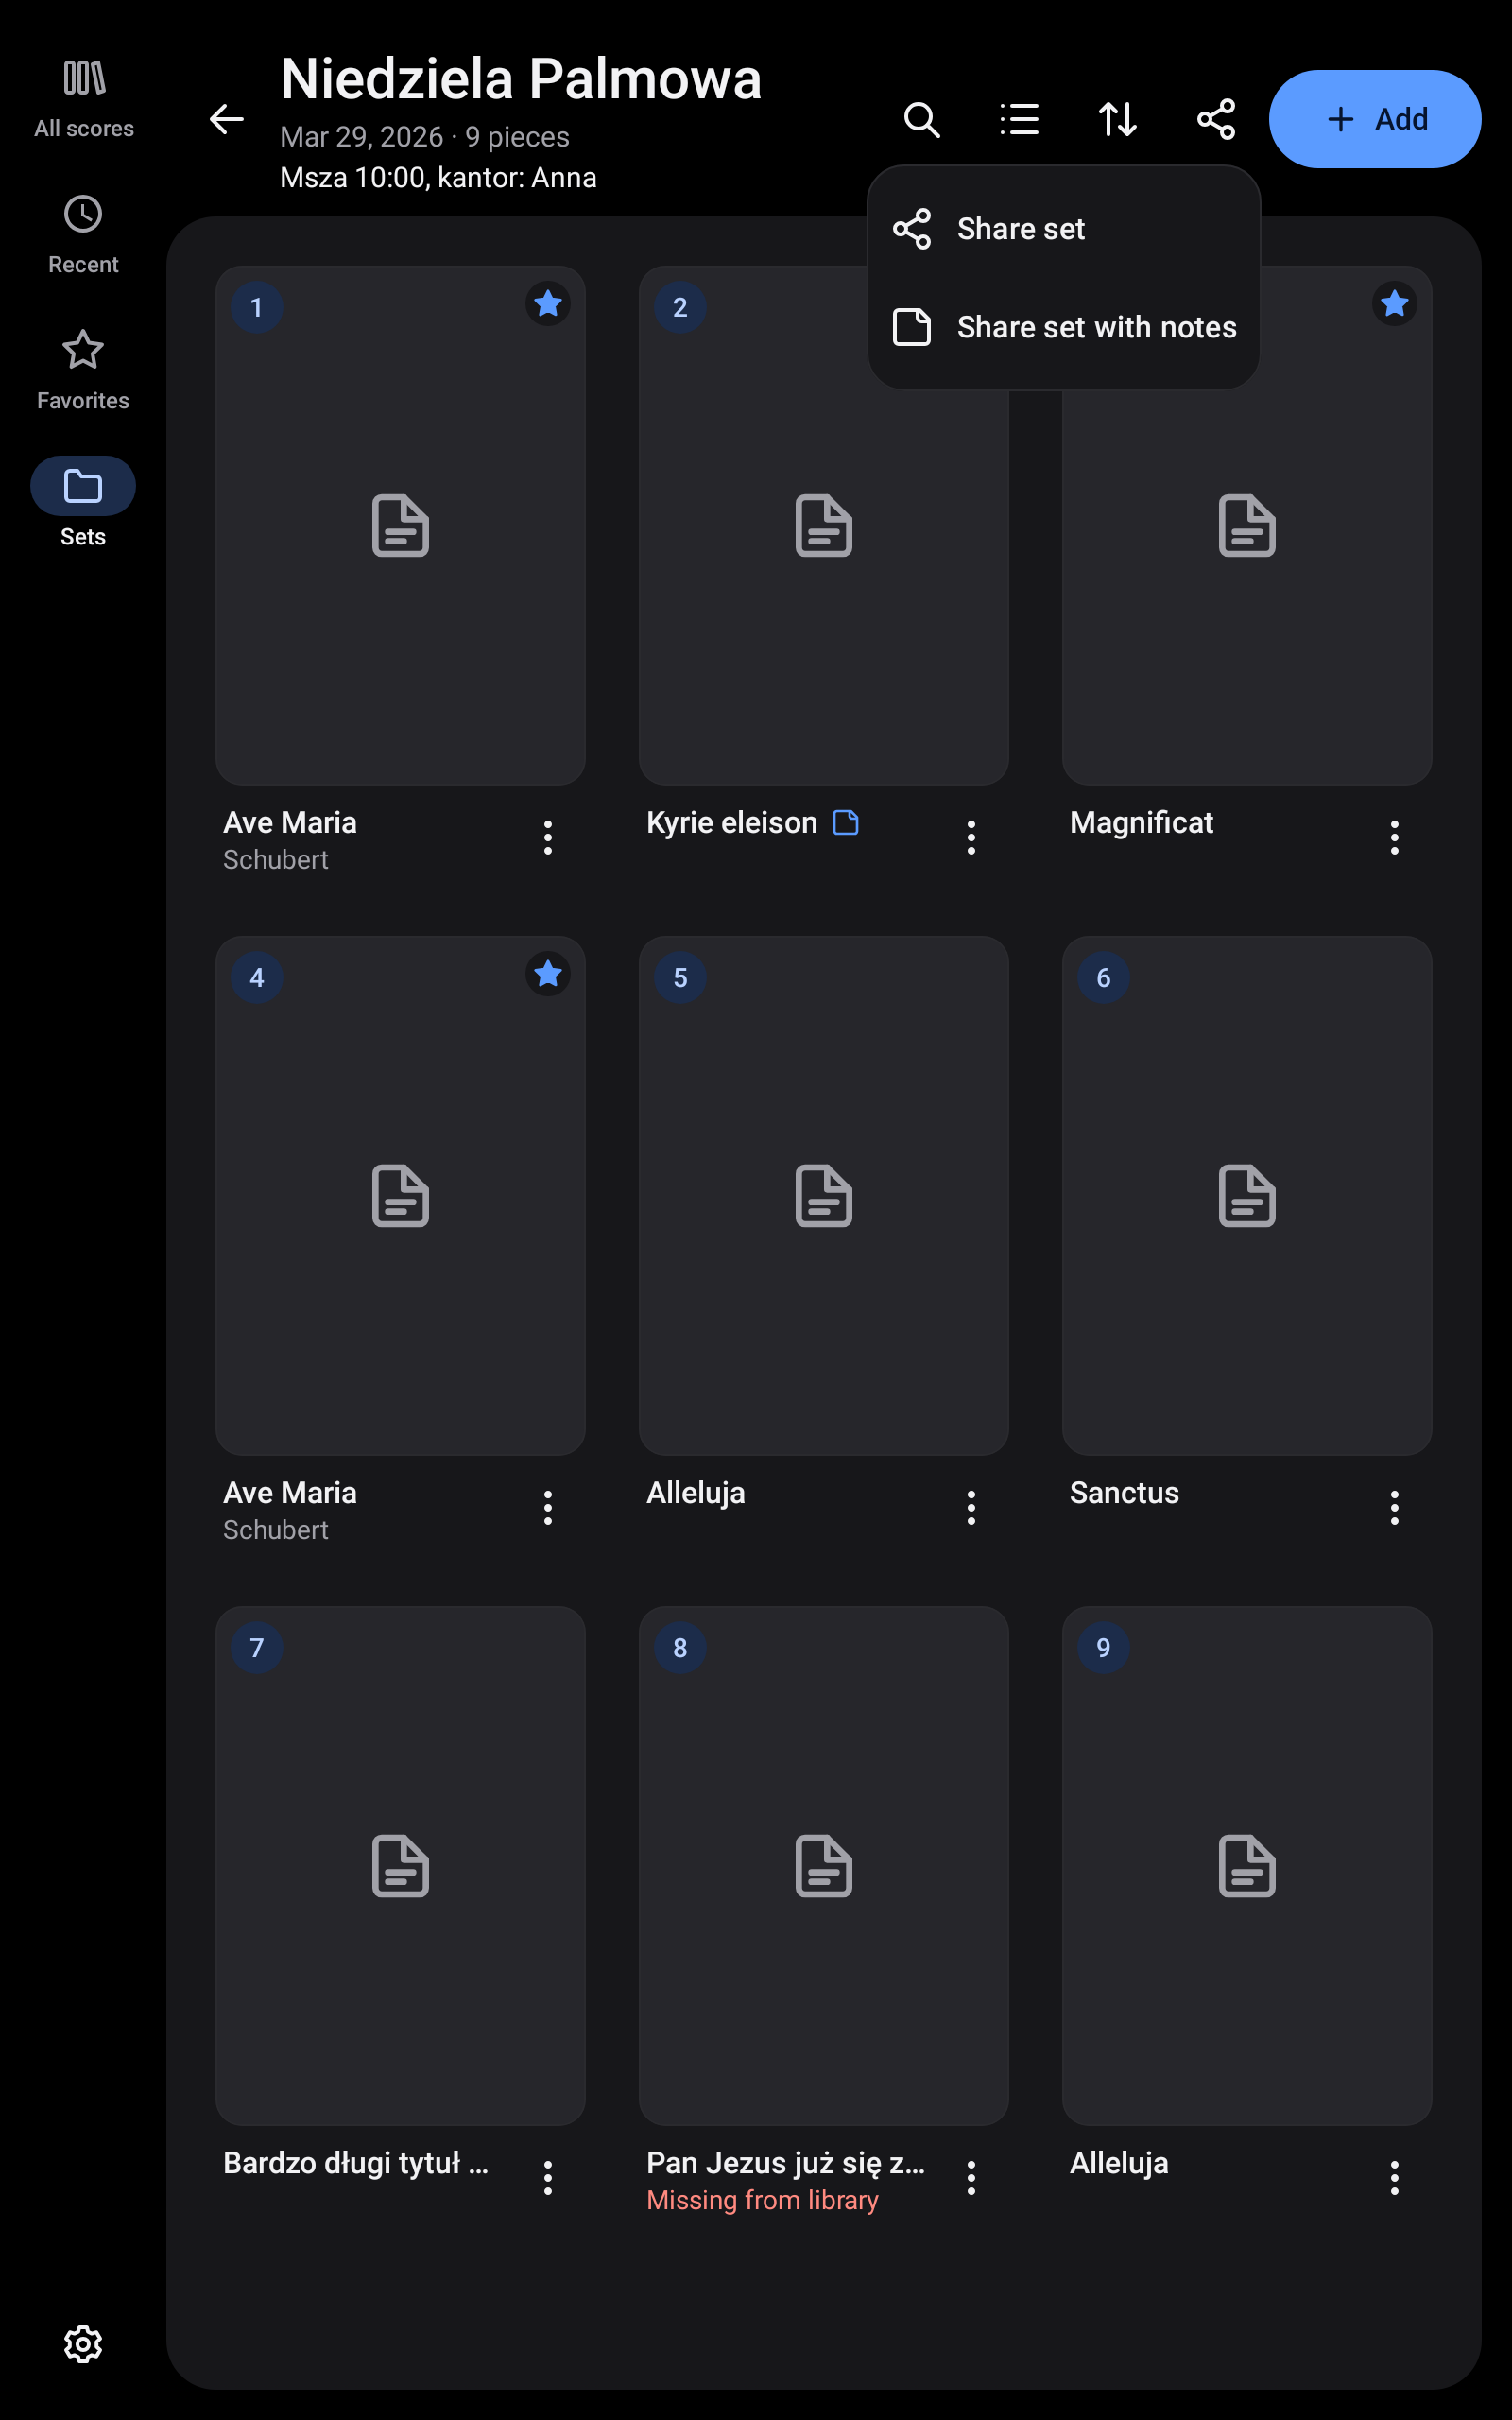 All scores
Recent
Favorites
Sets
Niedziela Palmowa
Mar 29, 2026 · 9 pieces
Msza 10:00, kantor: Anna
+ Add
Share set
Share set with notes
1
2
Ave Maria
Schubert
Kyrie eleison
Magnificat
4
5
6
Ave Maria
Schubert
Alleluja
Sanctus
7
8
9
Bardzo długi tytuł ...
Pan Jezus już się z...
Missing from library
Alleluja